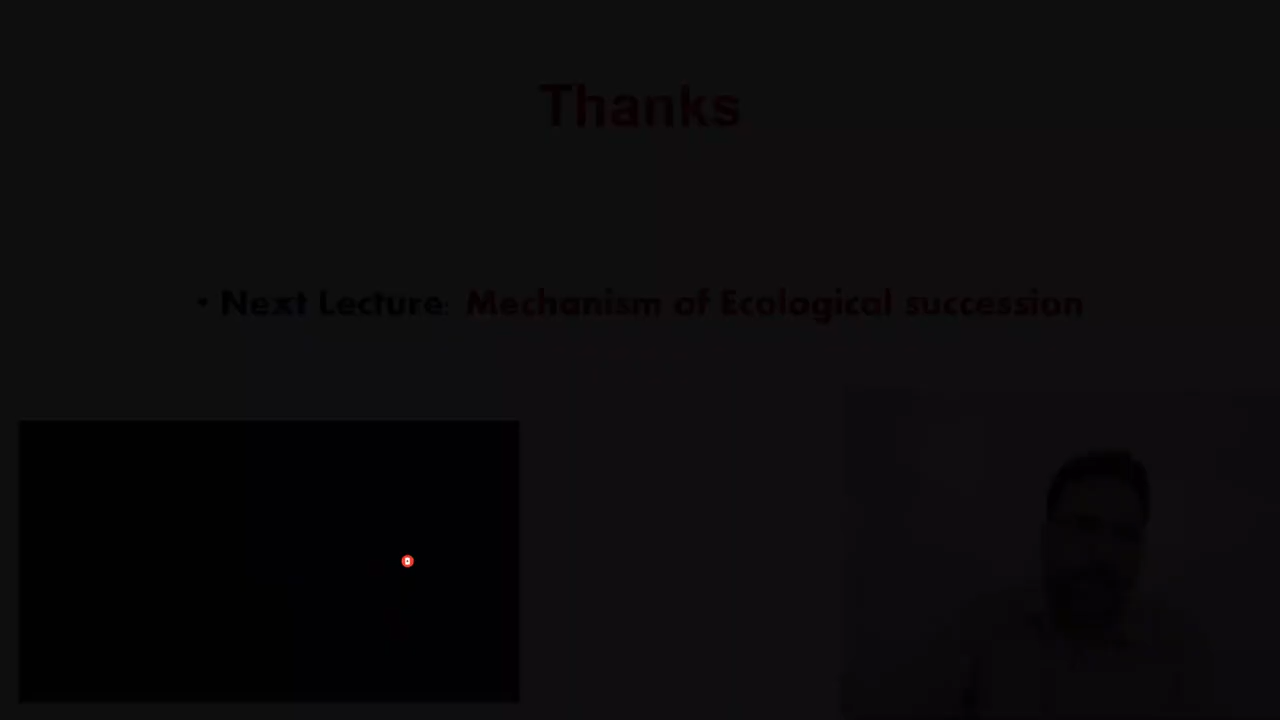 Thanks
• Next Lecture: Mechanism of Ecological succession